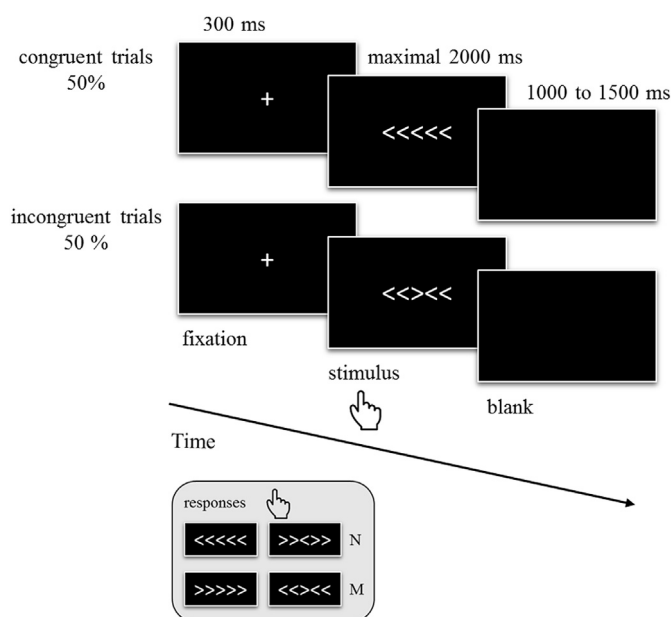 300 ms
congruent trials
50%
maximal 2000 ms
1000 to 1500 ms
+
<<<<<
incongruent trials
50 %
+
<<><<
fixation
stimulus
blank
Time
responses
<<<<< >><>> N
>>>>> <<><< M